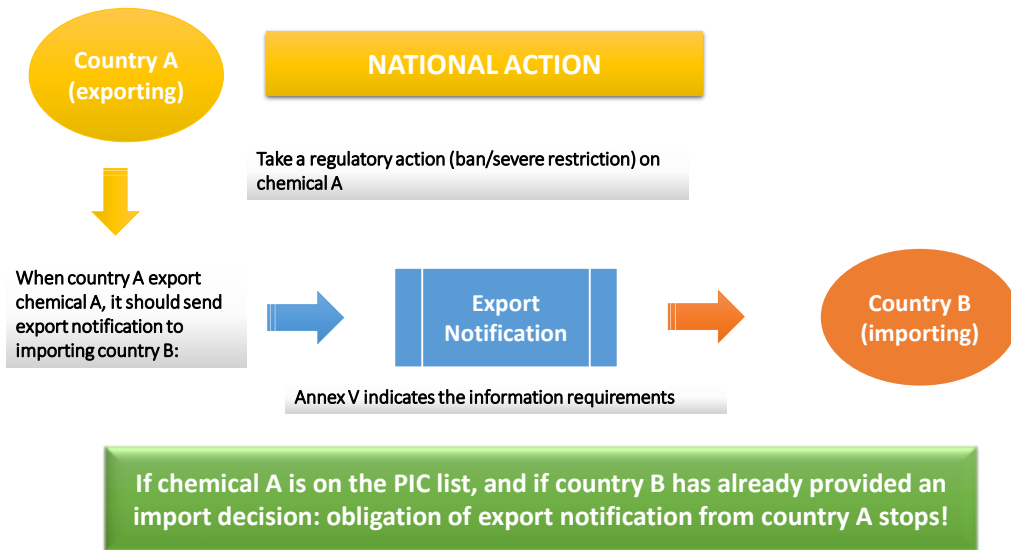 Country A
(exporting)
NATIONAL ACTION
Take a regulatory action (ban/severe restriction) on
chemical A
When country A export
chemical A, it should send
export notification to
importing country B:
Export
Notification
Country B
(importing)
Annex V indicates the information requirements
If chemical A is on the PIC list, and if country B has already provided an
import decision: obligation of export notification from country A stops!